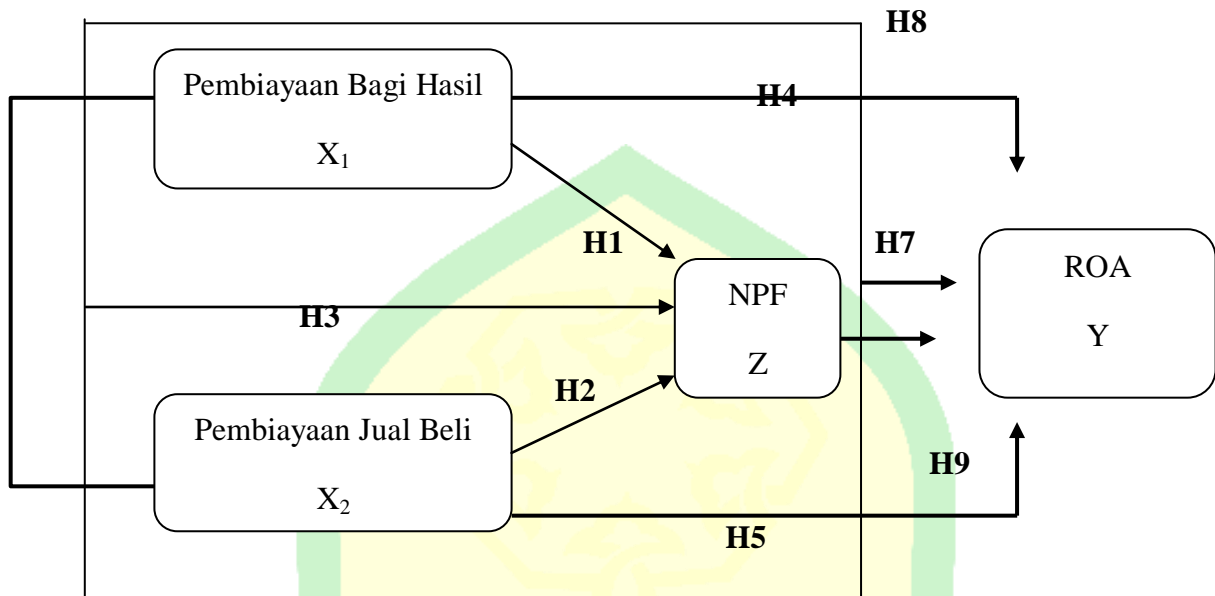 H8
Pembiayaan Bagi Hasil
X₁
H4
H1
H7
ROA
Y
NPF
Z
H3
H2
Pembiayaan Jual Beli
X₂
H9
H5